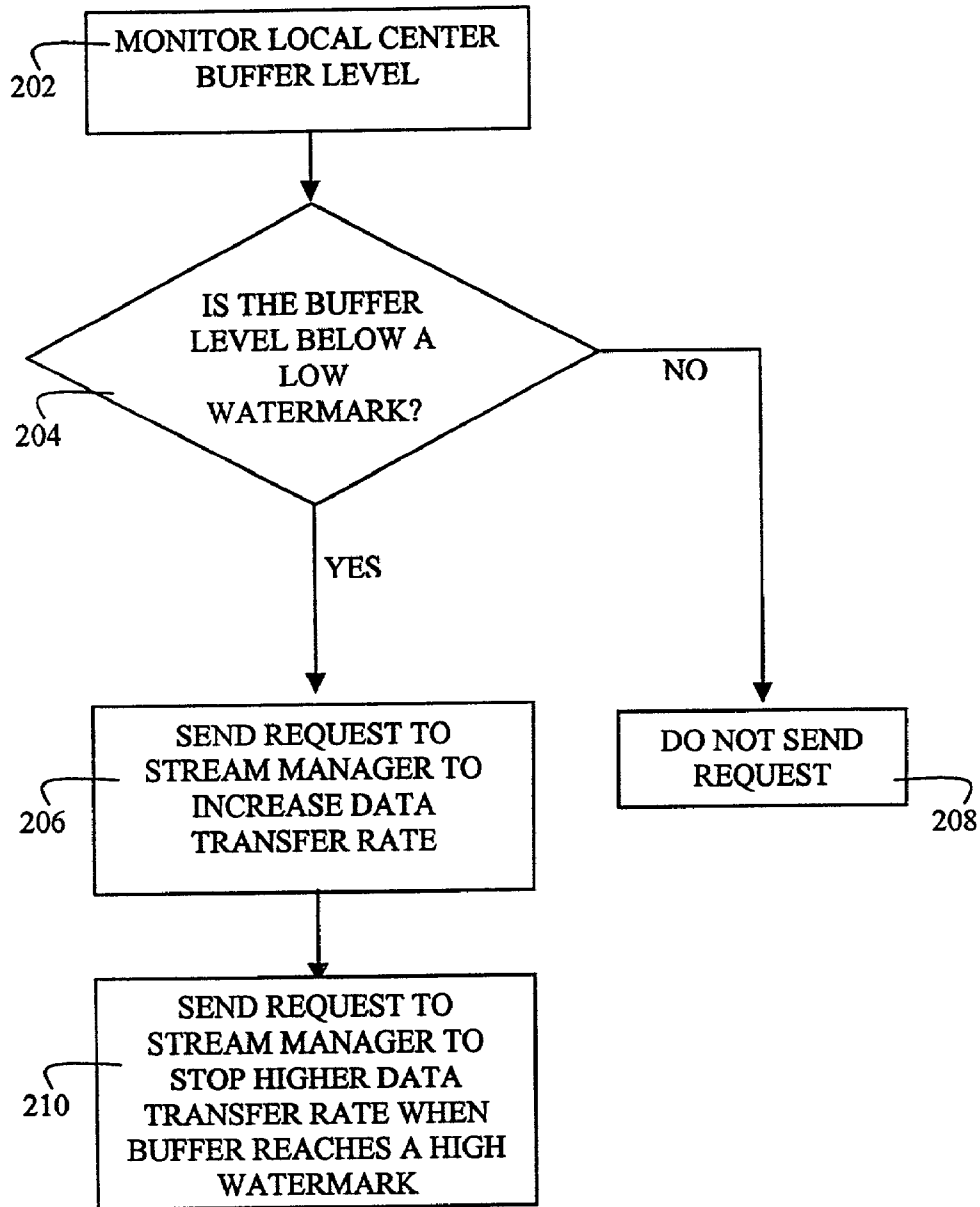 MONITOR LOCAL CENTER
BUFFER LEVEL
202
IS THE BUFFER
LEVEL BELOW A
LOW
WATERMARK?
204
NO
YES
SEND REQUEST TO
STREAM MANAGER TO
INCREASE DATA
TRANSFER RATE
206
DO NOT SEND
REQUEST
208
SEND REQUEST TO
STREAM MANAGER TO
STOP HIGHER DATA
TRANSFER RATE WHEN
BUFFER REACHES A HIGH
WATERMARK
210